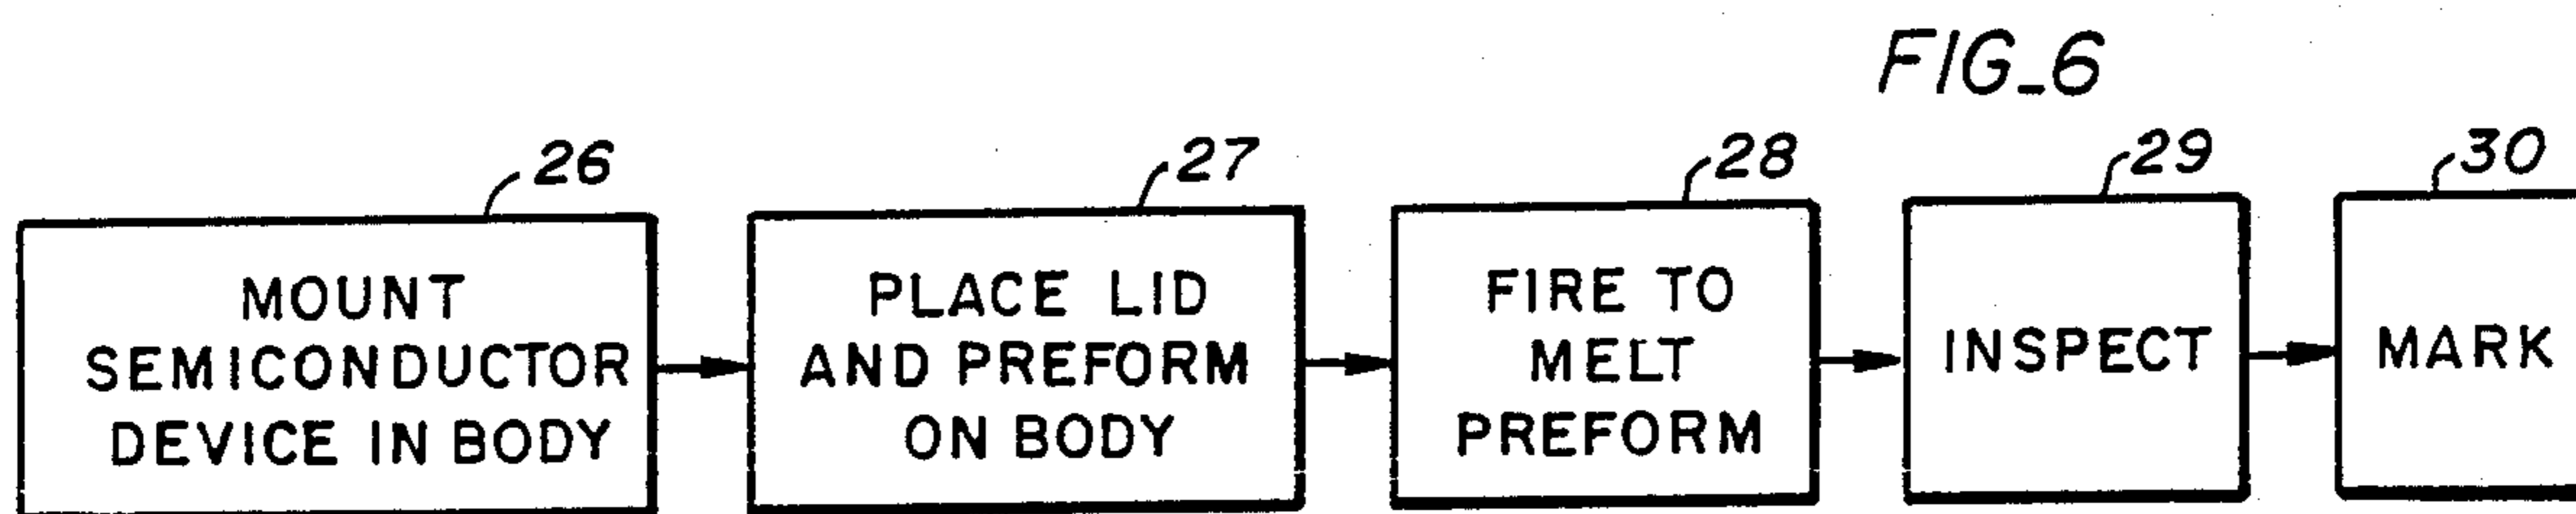 FIG_6
26
MOUNT
SEMICONDUCTOR
DEVICE IN BODY
27
PLACE LID
AND PREFORM
ON BODY
28
FIRE TO
MELT
PREFORM
29
INSPECT
30
MARK